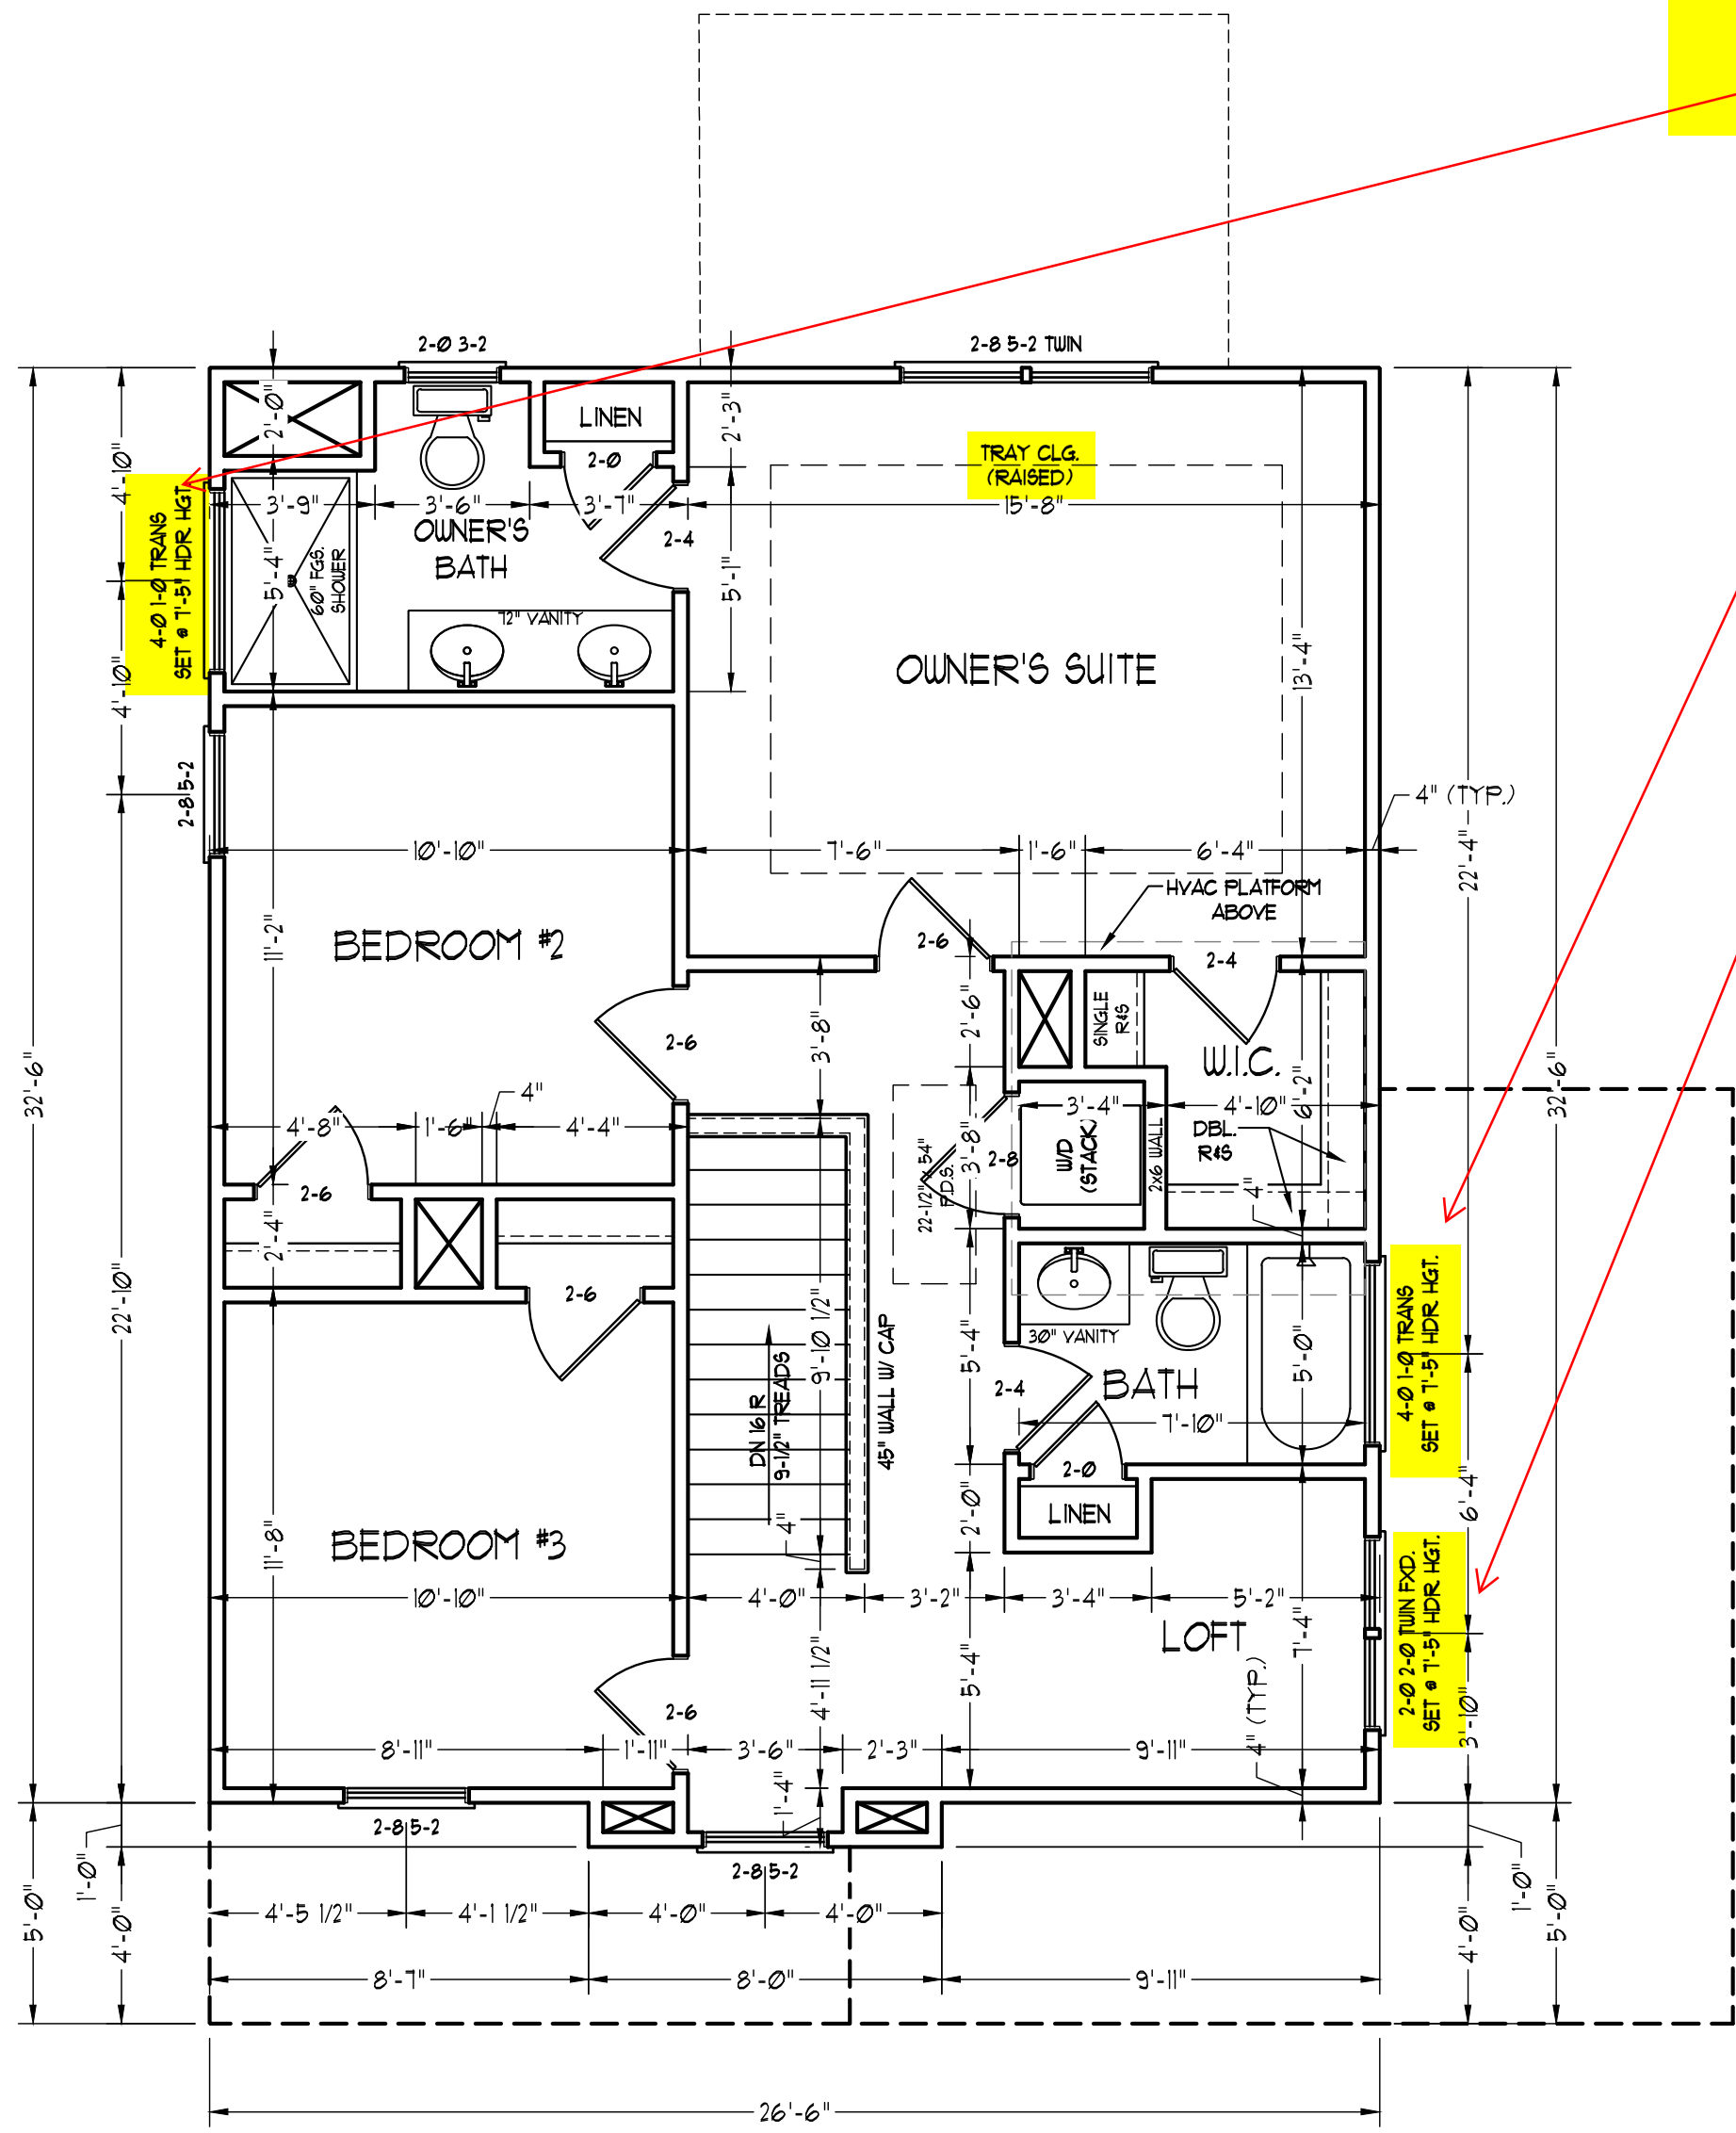 2-0 3-2
2-8 5-2 TWIN
2'-0"
LINEN
2-0
2'-3"
TRAY CLG.
(RAISED)
4'-10"
3'-9"
3'-6"
3'-7"
15'-8"
OWNER'S
BATH
2-4
5'-1"
4-0 1-0 TRANS
SET @ 7'-5" HDR HGT
5'-4"
60" FGS.
SHOWER
72" VANITY
4'-10"
OWNER'S SUITE
13'-4"
2-8 5-2
4" (TYP.)
22'-4"
10'-10"
7'-6"
1'-6"
6'-4"
HVAC PLATFORM
ABOVE
11'-2"
BEDROOM #2
2-6
2-4
2'-6"
SINGLE
R&S
3'-8"
2-6
W.I.C.
32'-6"
32'-6"
4"
4'-8"
1'-6"
4'-4"
3'-4"
4'-10"
6'-2"
3'-8"
2-8
W/D
(STACK)
2x6 WALL
DBL.
R&S
22-1/2" x 54"
P.D.S.
2-6
4"
2'-4"
22'-10"
2-6
DN 16 R
9-1/2" TREADS
9'-10 1/2"
45" WALL W/ CAP
30" VANITY
5'-4"
5'-0"
2-4
BATH
7'-10"
4-0 1-0 TRANS
SET @ 7'-5" HDR HGT.
2-0
2'-0"
LINEN
6'-4"
4"
BEDROOM #3
11'-8"
10'-10"
4'-0"
3'-2"
3'-4"
5'-2"
LOFT
7'-4"
2-0 2-0 TWIN FXD.
SET @ 7'-5" HDR HGT.
5'-4"
4'-11 1/2"
4" (TYP.)
3'-10"
2-6
8'-11"
1'-11"
3'-6"
2'-3"
9'-11"
1'-4"
2-8 5-2
2-8 5-2
1'-0"
1'-0"
5'-0"
4'-0"
4'-5 1/2"
4'-1 1/2"
4'-0"
4'-0"
4'-0"
5'-0"
8'-7"
8'-0"
9'-11"
26'-6"